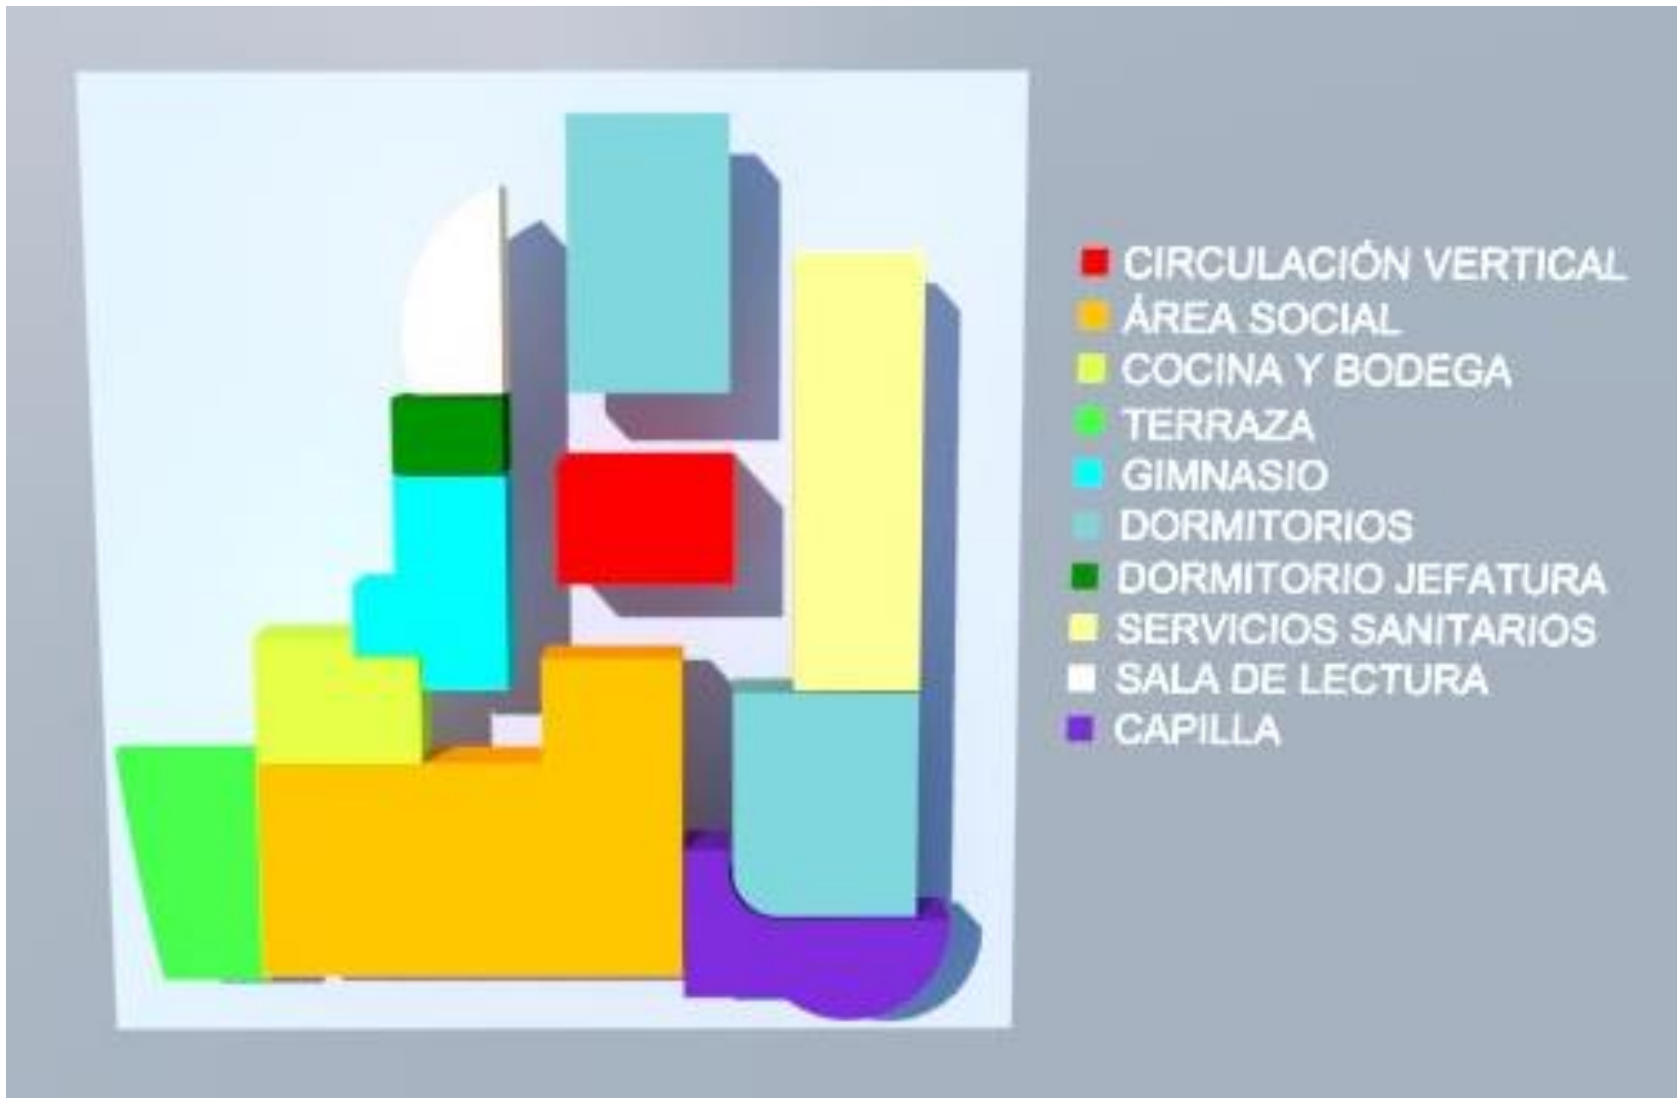 CIRCULACIÓN VERTICAL
ÁREA SOCIAL
COCINA Y BODEGA
TERRAZA
GIMNASIO
DORMITORIOS
DORMITORIO JEFATURA
SERVICIOS SANITARIOS
SALA DE LECTURA
CAPILLA